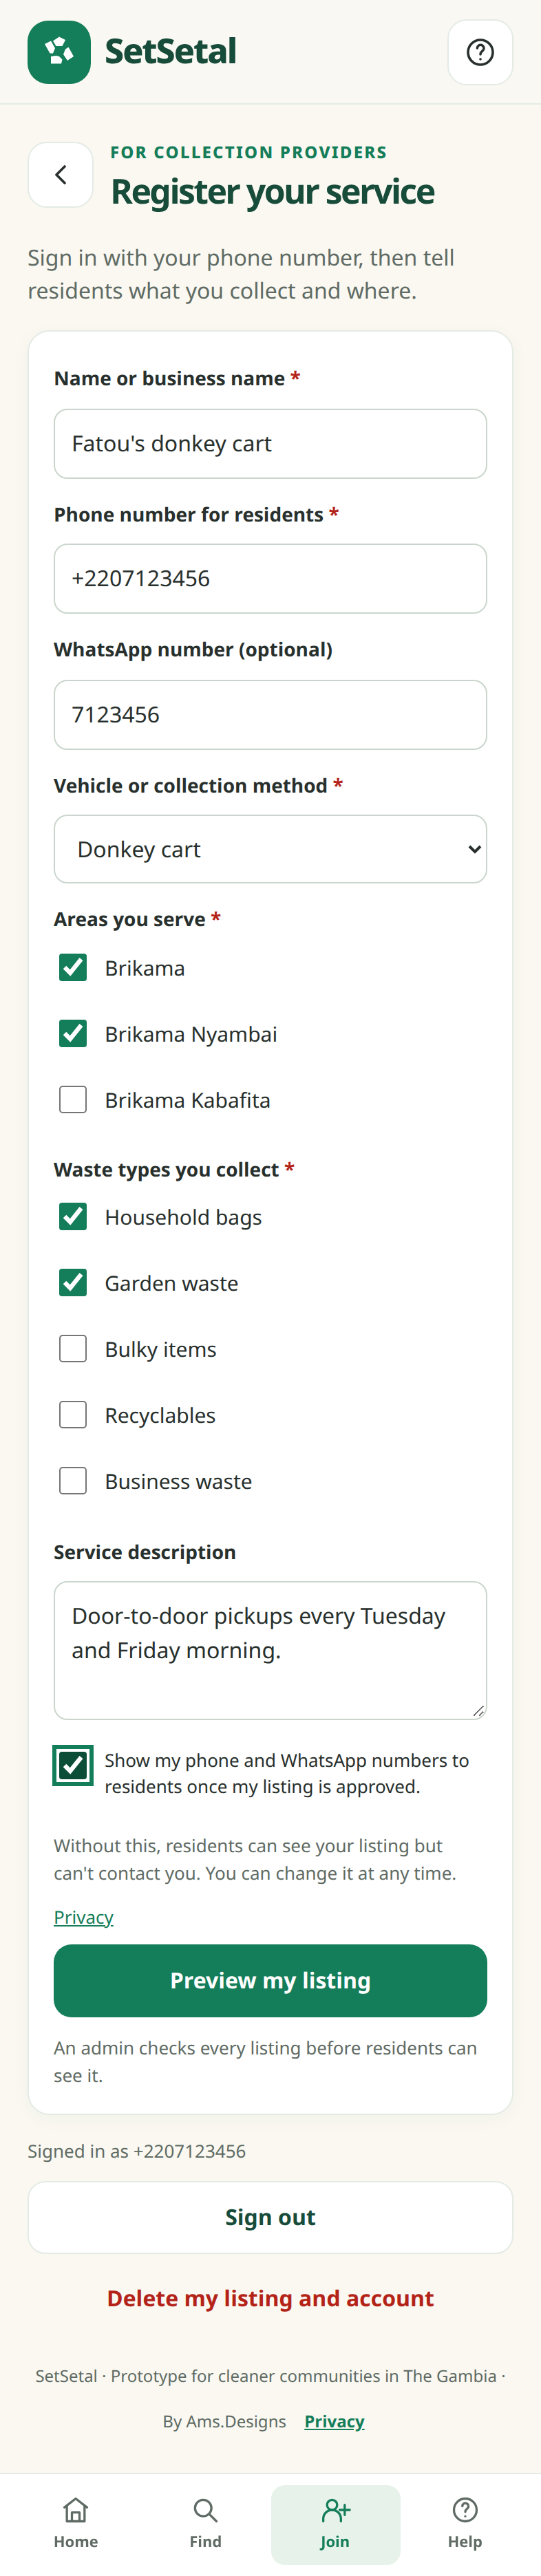 SetSetal
FOR COLLECTION PROVIDERS
Register your service
Sign in with your phone number, then tell
residents what you collect and where.
Name or business name *
Fatou's donkey cart
Phone number for residents *
+2207123456
WhatsApp number (optional)
7123456
Vehicle or collection method *
Donkey cart
Areas you serve *
Brikama
Brikama Nyambai
Brikama Kabafita
Waste types you collect *
Household bags
Garden waste
Bulky items
Recyclables
Business waste
Service description
Door-to-door pickups every Tuesday
and Friday morning.
Show my phone and WhatsApp numbers to
residents once my listing is approved.
Without this, residents can see your listing but
can't contact you. You can change it at any time.
Privacy
Preview my listing
An admin checks every listing before residents can
see it.
Signed in as +2207123456
Sign out
Delete my listing and account
SetSetal · Prototype for cleaner communities in The Gambia ·
By Ams.Designs Privacy
Home Find Join Help